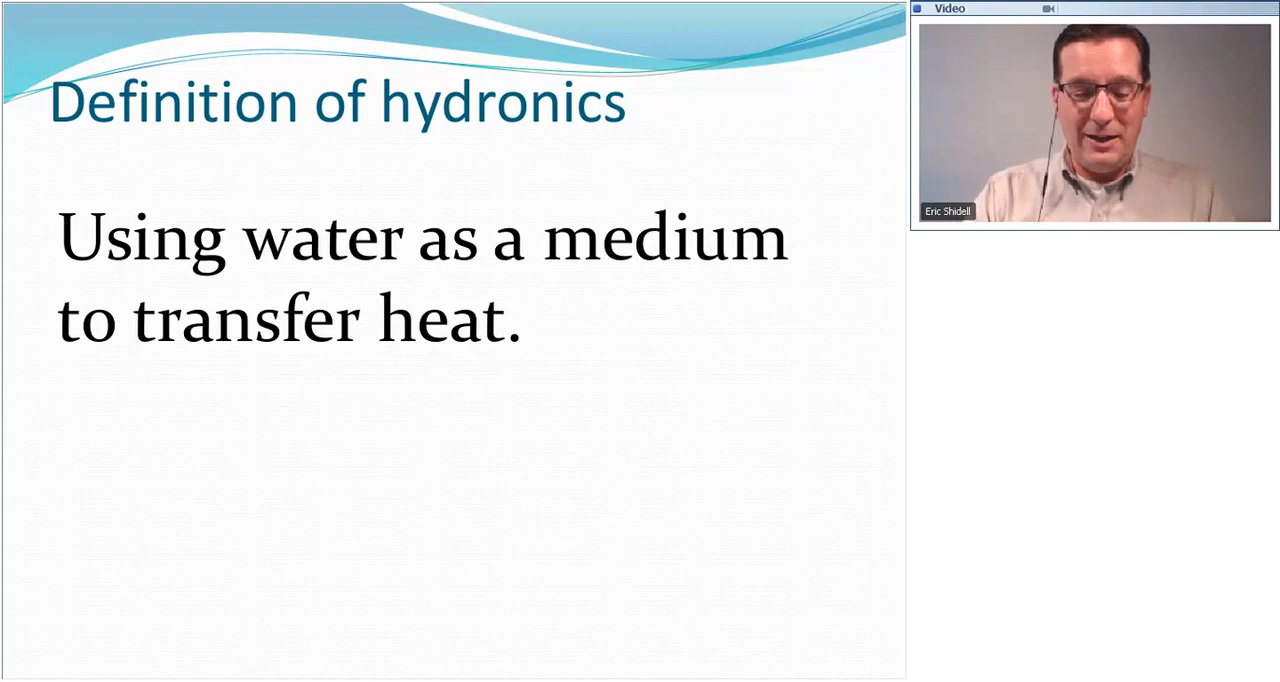 Definition of hydronics
Using water as a medium
to transfer heat.
Video
Eric Shidell